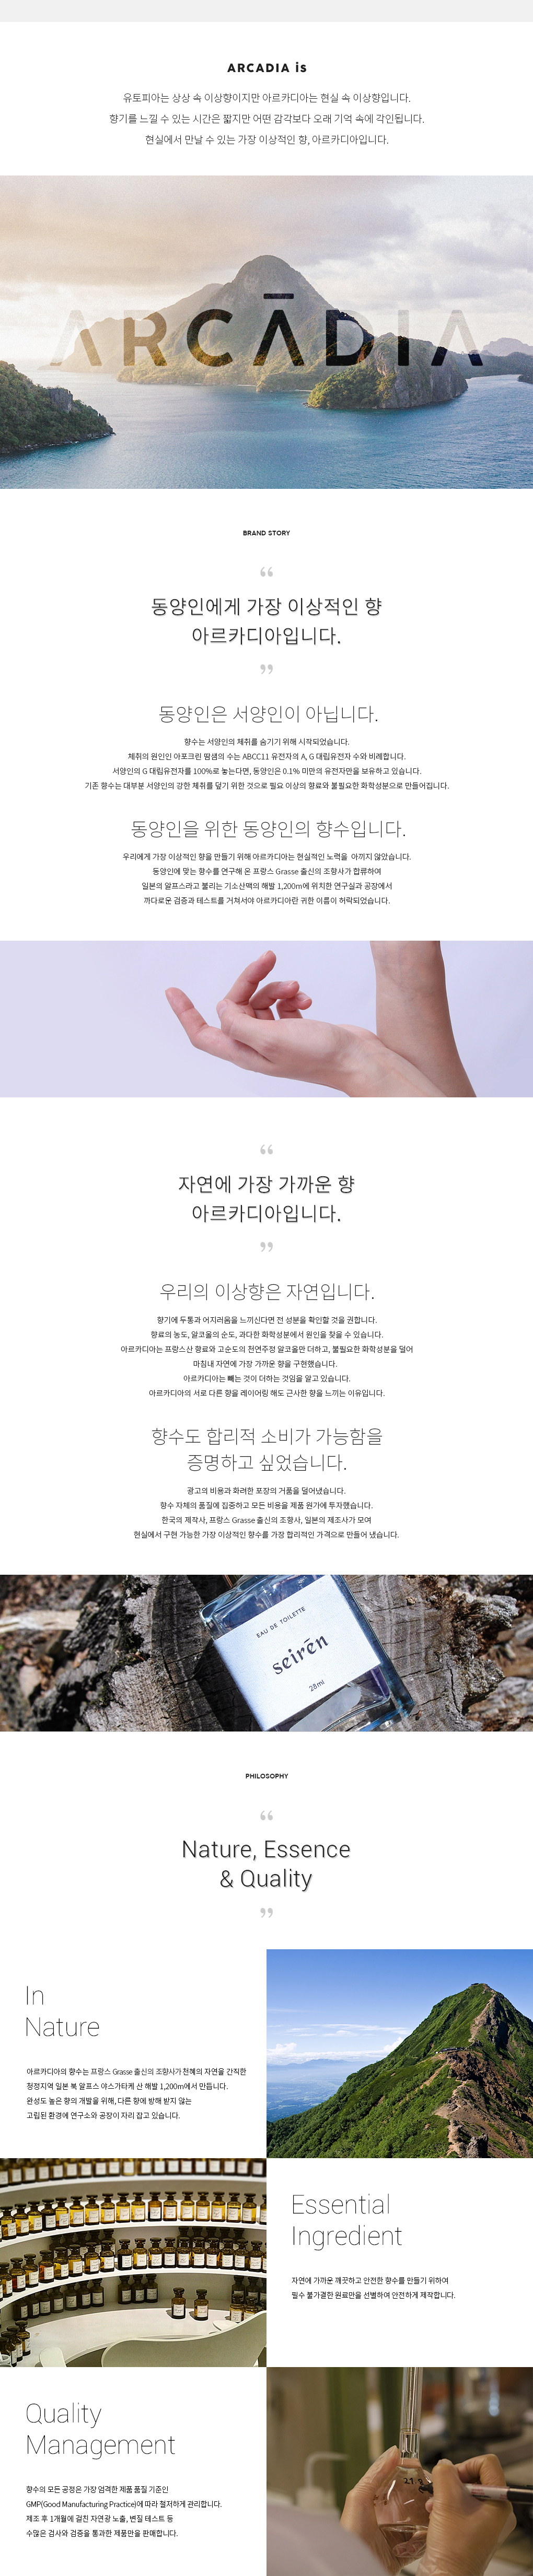 ARCADIA is
유토피아는 상상 속 이상향이지만 아르카디아는 현실 속 이상향입니다.
향기를 느낄 수 있는 시간은 짧지만 어떤 감각보다 오래 기억 속에 각인됩니다.
현실에서 만날 수 있는 가장 이상적인 향, 아르카디아입니다.
ARCĀDIA
BRAND STORY
“
동양인에게 가장 이상적인 향
아르카디아입니다.
”
동양인은 서양인이 아닙니다.
향수는 서양인의 체취를 숨기기 위해 시작되었습니다.
체취의 원인인 아포크린 땀샘의 수는 ABCC11 유전자의 A, G 대립유전자 수와 비례합니다.
서양인의 G 대립유전자를 100%로 놓는다면, 동양인은 0.1% 미만의 유전자만을 보유하고 있습니다.
기존 향수는 대부분 서양인의 강한 체취를 덮기 위한 것으로 필요 이상의 향료와 불필요한 화학성분으로 만들어집니다.
동양인을 위한 동양인의 향수입니다.
우리에게 가장 이상적인 향을 만들기 위해 아르카디아는 현실적인 노력을 아끼지 않았습니다.
동양인에 맞는 향수를 연구해 온 프랑스 Grasse 출신의 조향사가 합류하여
일본의 알프스라고 불리는 기소산맥의 해발 1,200m에 위치한 연구실과 공장에서
까다로운 검증과 테스트를 거쳐서야 아르카디아란 귀한 이름이 허락되었습니다.
“
자연에 가장 가까운 향
아르카디아입니다.
”
우리의 이상향은 자연입니다.
향기에 두통과 어지러움을 느끼신다면 전 성분을 확인할 것을 권합니다.
향료의 농도, 알코올의 순도, 과다한 화학성분에서 원인을 찾을 수 있습니다.
아르카디아는 프랑스산 향료와 고순도의 천연주정 알코올만 더하고, 불필요한 화학성분을 덜어
마침내 자연에 가장 가까운 향을 구현했습니다.
아르카디아는 빼는 것이 더하는 것임을 알고 있습니다.
아르카디아의 서로 다른 향을 레이어링 해도 근사한 향을 느끼는 이유입니다.
향수도 합리적 소비가 가능함을
증명하고 싶었습니다.
광고의 비용과 화려한 포장의 거품을 덜어냈습니다.
향수 자체의 품질에 집중하고 모든 비용을 제품 원가에 투자했습니다.
한국의 제작사, 프랑스 Grasse 출신의 조향사, 일본의 제조사가 모여
현실에서 구현 가능한 가장 이상적인 향수를 가장 합리적인 가격으로 만들어 냈습니다.
EAU DE TOILETTE
seirēn
28ml
PHILOSOPHY
“
Nature, Essence
& Quality
”
In
Nature
아르카디아의 향수는 프랑스 Grasse 출신의 조향사가 천혜의 자연을 간직한
청정지역 일본 북 알프스 야스가타케 산 해발 1,200m에서 만듭니다.
완성도 높은 향의 개발을 위해, 다른 향에 방해 받지 않는
고립된 환경에 연구소와 공장이 자리 잡고 있습니다.
Essential
Ingredient
자연에 가까운 깨끗하고 안전한 향수를 만들기 위하여
필수 불가결한 원료만을 선별하여 안전하게 제작합니다.
Quality
Management
향수의 모든 공정은 가장 엄격한 제품 품질 기준인
GMP(Good Manufacturing Practice)에 따라 철저하게 관리합니다.
제조 후 1개월에 걸친 자연광 노출, 변질 테스트 등
수많은 검사와 검증을 통과한 제품만을 판매합니다.